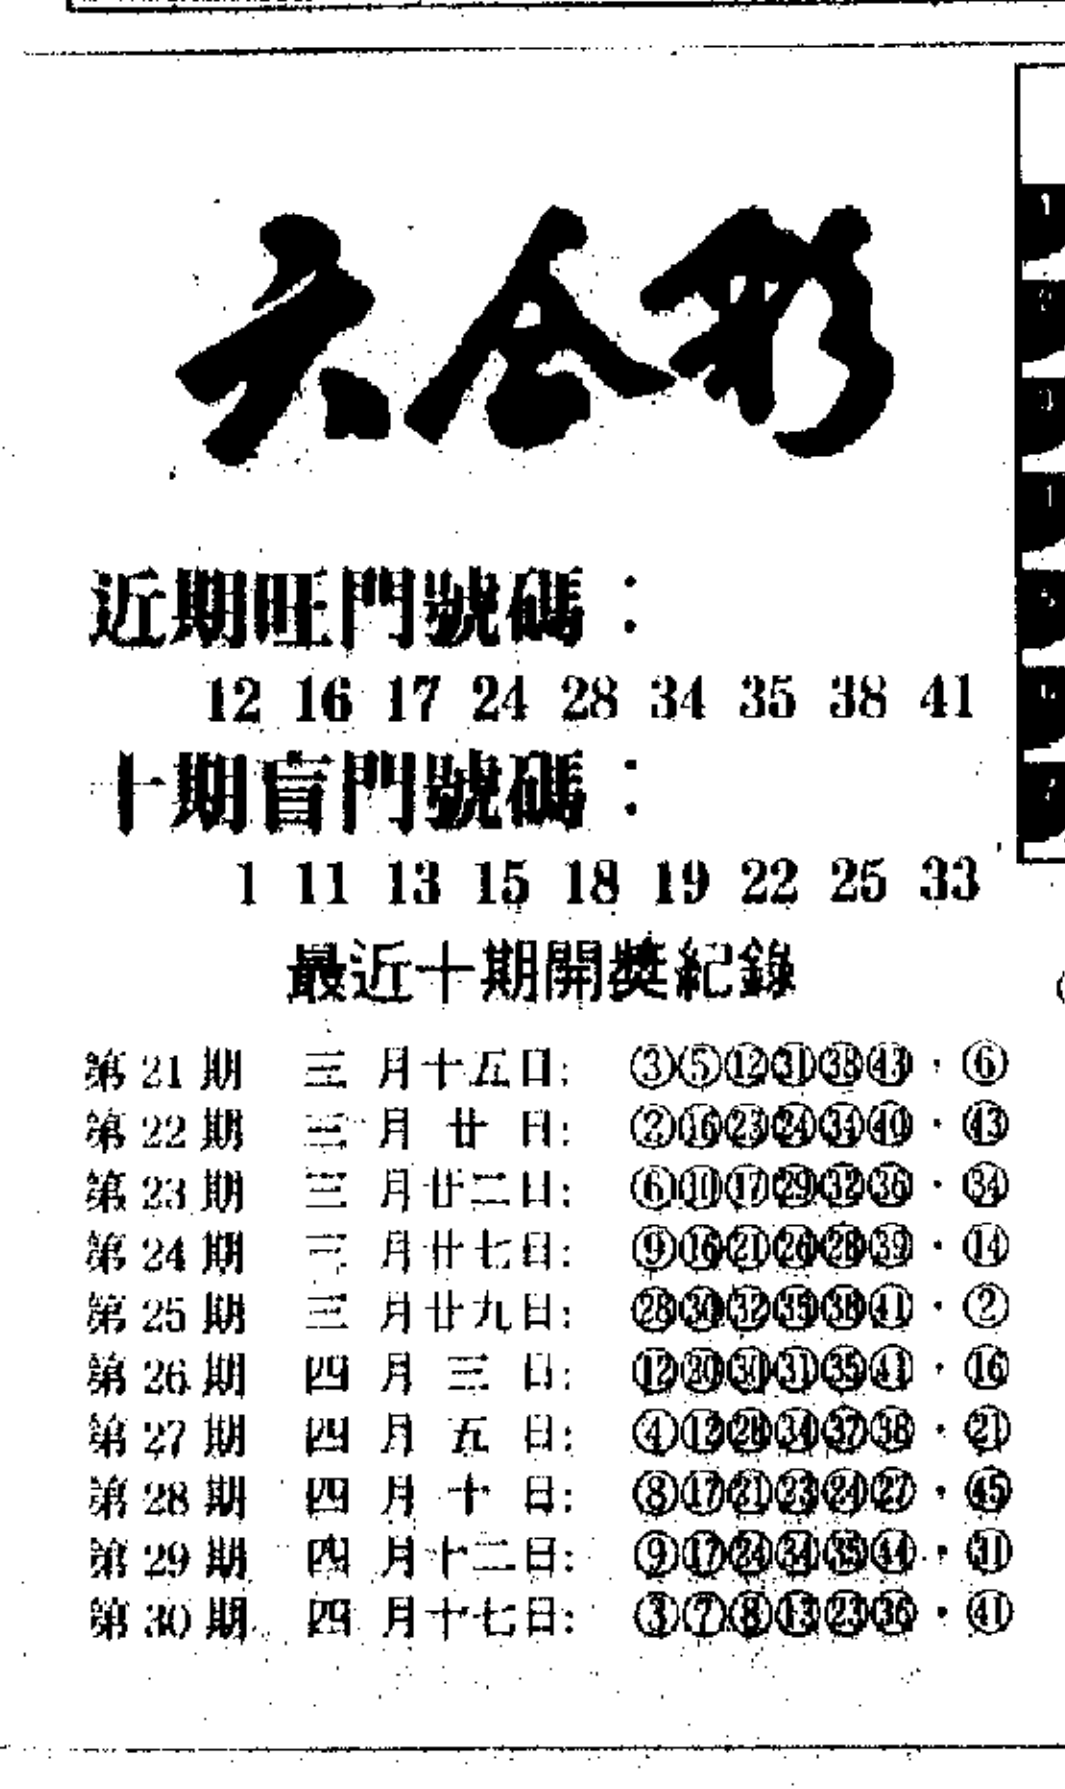 六合彩
近期旺門號碼：
12 16 17 24 28 34 35 38 41
十期盲門號碼：
1 11 13 15 18 19 22 25 33
最近十期開獎紀錄
第21期 三月十五日: ③⑤⑫㉛㊳㊸·⑥
第22期 三月廿日: ②⑯㉓㉔㉞㊵·㊸
第23期 三月廿二日: ⑥⑩⑰㉙㉜㊱·㉞
第24期 三月廿七日: ⑨⑯㉑㉖㉘㊴·⑭
第25期 三月廿九日: ㉘㉚㉜㉟㊳㊶·②
第26期 四月三日: ⑫⑳㉚㉛㉟㊶·⑯
第27期 四月五日: ④⑫㉘㉞㊲㊳·㉑
第28期 四月十日: ⑧⑰㉑㉓㉔㉗·㊺
第29期 四月十二日: ⑨⑰㉔㉞㉟㊹·㉛
第30期 四月十七日: ③⑦⑧⑬㉓㊱·㊶